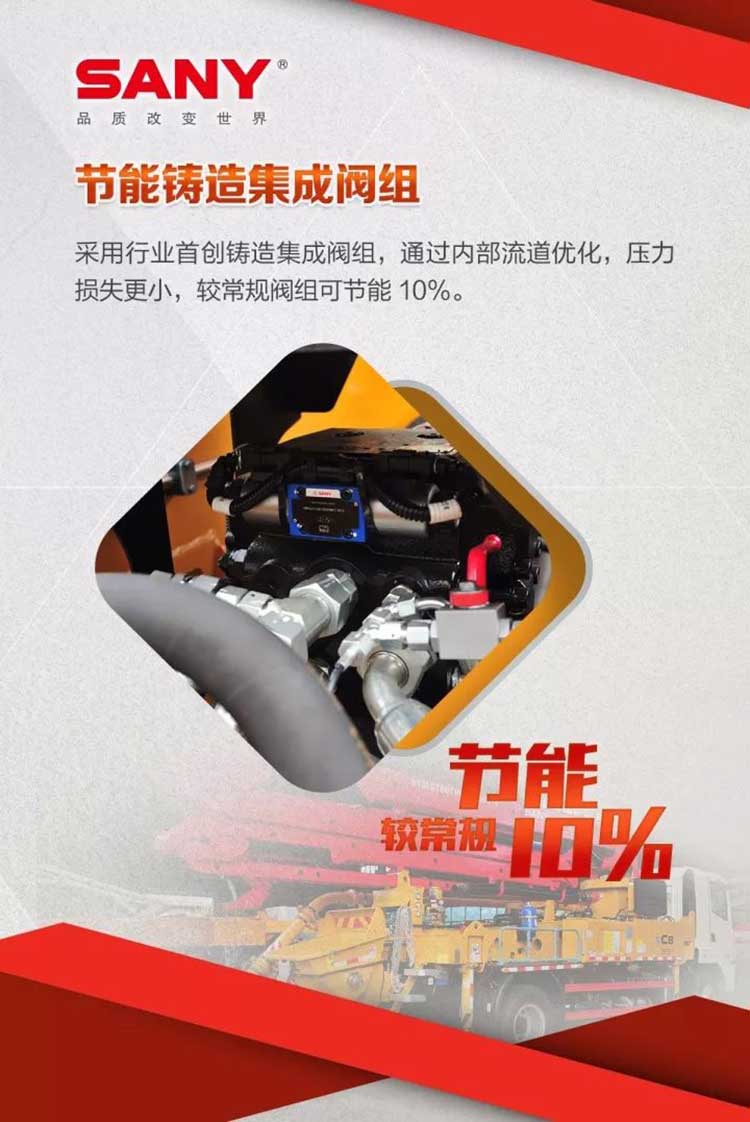 SANY®
品质改变世界
节能铸造集成阀组
采用行业首创铸造集成阀组，通过内部流道优化，压力
损失更小，较常规阀组可节能 10%。
SANY
节能
较常规 10%
C8